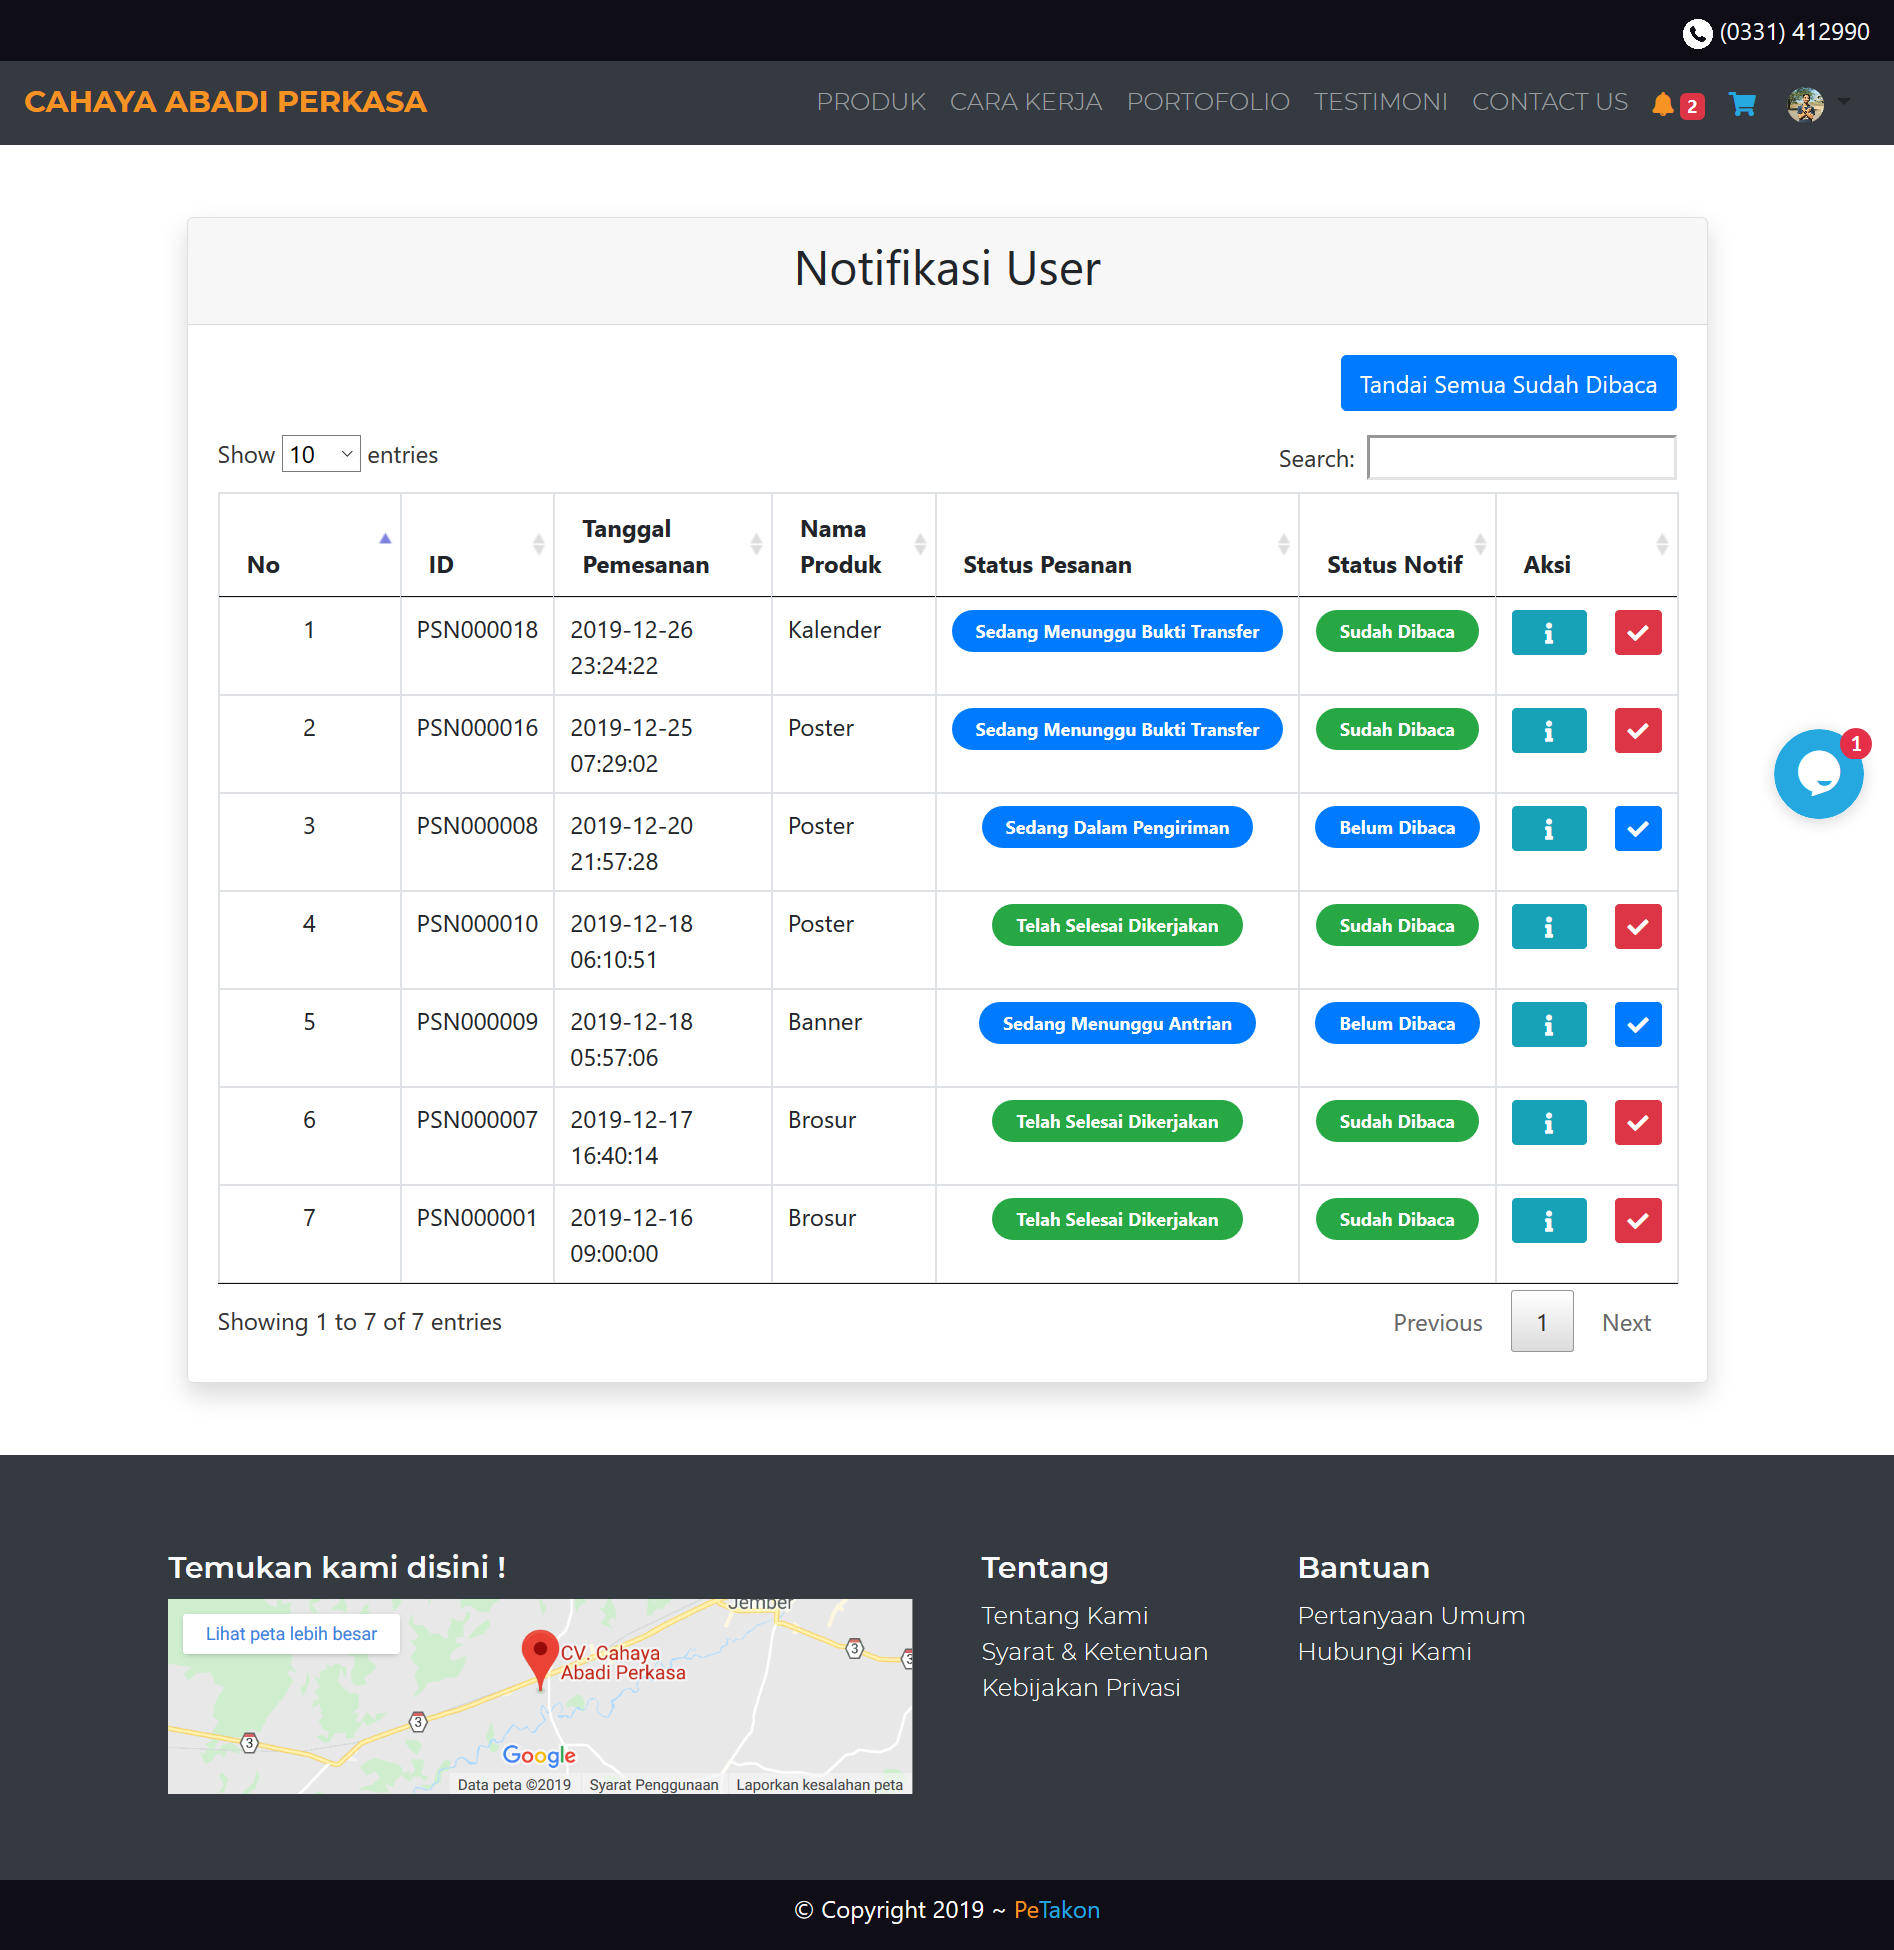 (0331) 412990
CAHAYA ABADI PERKASA PRODUK CARA KERJA PORTOFOLIO TESTIMONI CONTACT US 2
Notifikasi User
Tandai Semua Sudah Dibaca
Show 10 entries Search:
No ID Tanggal Pemesanan Nama Produk Status Pesanan Status Notif Aksi
1 PSN000018 2019-12-26 23:24:22 Kalender Sedang Menunggu Bukti Transfer Sudah Dibaca
2 PSN000016 2019-12-25 07:29:02 Poster Sedang Menunggu Bukti Transfer Sudah Dibaca
1
3 PSN000008 2019-12-20 21:57:28 Poster Sedang Dalam Pengiriman Belum Dibaca
4 PSN000010 2019-12-18 06:10:51 Poster Telah Selesai Dikerjakan Sudah Dibaca
5 PSN000009 2019-12-18 05:57:06 Banner Sedang Menunggu Antrian Belum Dibaca
6 PSN000007 2019-12-17 16:40:14 Brosur Telah Selesai Dikerjakan Sudah Dibaca
7 PSN000001 2019-12-16 09:00:00 Brosur Telah Selesai Dikerjakan Sudah Dibaca
Showing 1 to 7 of 7 entries Previous 1 Next
Temukan kami disini !
Lihat peta lebih besar
Jember
CV. Cahaya
Abadi Perkasa
3
3
3
3
Google
Data peta ©2019 Syarat Penggunaan Laporkan kesalahan peta
Tentang
Tentang Kami
Syarat & Ketentuan
Kebijakan Privasi
Bantuan
Pertanyaan Umum
Hubungi Kami
© Copyright 2019 ~ PeTakon